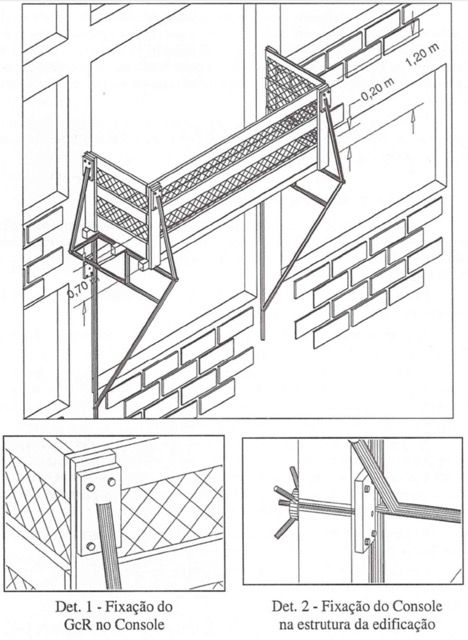 1,20 m
0,20 m
0,70 m
Det. 1 - Fixação do
GcR no Console
Det. 2 - Fixação do Console
na estrutura da edificação